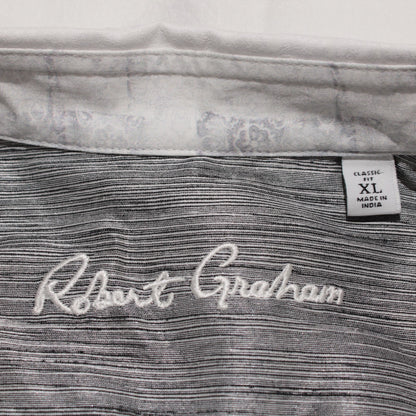 CLASSIC
FIT
XL
MADE IN
INDIA
Robert Graham